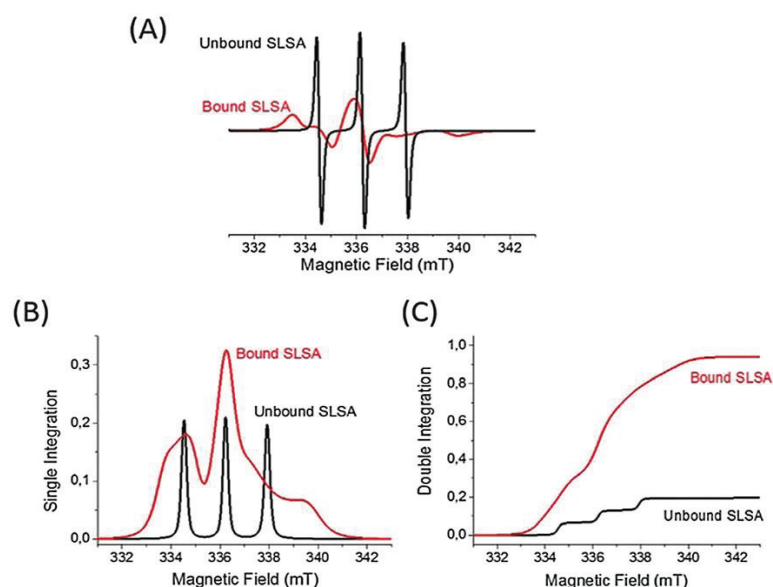 (A)
Unbound SLSA
Bound SLSA
332 334 336 338 340 342
Magnetic Field (mT)
(B)
Bound SLSA
Unbound SLSA
0,3
0,2
0,1
0,0
Single Integration
332 334 336 338 340 342
Magnetic Field (mT)
(C)
1,0
0,8
0,6
0,4
0,2
0,0
Double Integration
Bound SLSA
Unbound SLSA
332 334 336 338 340 342
Magnetic Field (mT)